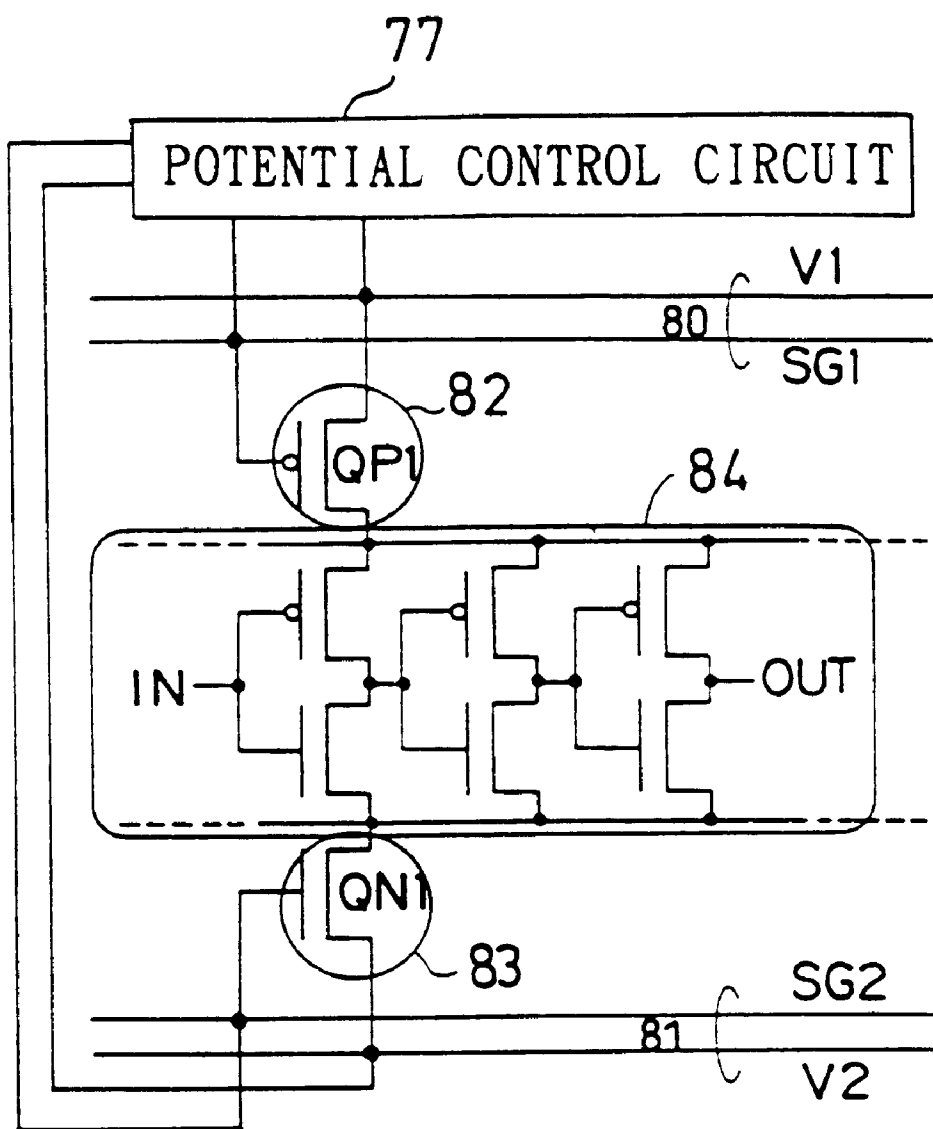 77
POTENTIAL CONTROL CIRCUIT
V1
80
SG1
82
QP1
84
IN
OUT
QN1
83
SG2
81
V2